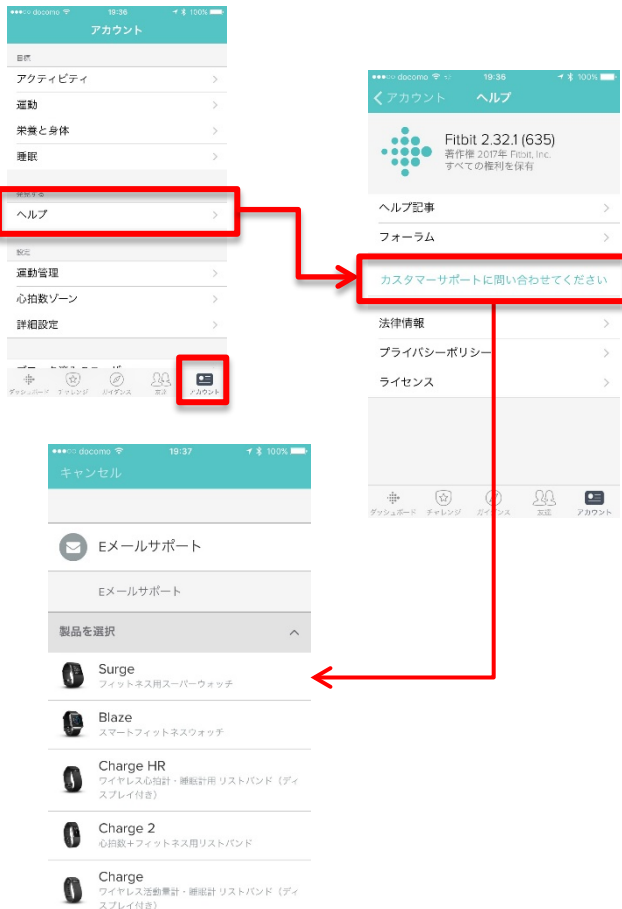 docomo 19:36 100%
アカウント
目標
アクティビティ
運動
栄養と身体
睡眠
ヘルプ
設定
運動管理
心拍数ゾーン
詳細設定
ダッシュボード チャレンジ ガイダンス 友達 アカウント
docomo 19:36 100%
アカウント ヘルプ
Fitbit 2.32.1 (635)
著作権 2017年 Fitbit, Inc.
すべての権利を保有
ヘルプ記事
フォーラム
カスタマーサポートに問い合わせてください
法律情報
プライバシーポリシー
ライセンス
ダッシュボード チャレンジ ガイダンス 友達 アカウント
docomo 19:37 100%
キャンセル
Eメールサポート
Eメールサポート
製品を選択
Surge
フィットネス用スーパーウォッチ
Blaze
スマートフィットネスウォッチ
Charge HR
ワイヤレス心拍計・睡眠計用 リストバンド（ディ
スプレイ付き）
Charge 2
心拍数+フィットネス用リストバンド
Charge
ワイヤレス活動量計・睡眠計 リストバンド（ディ
スプレイ付き）